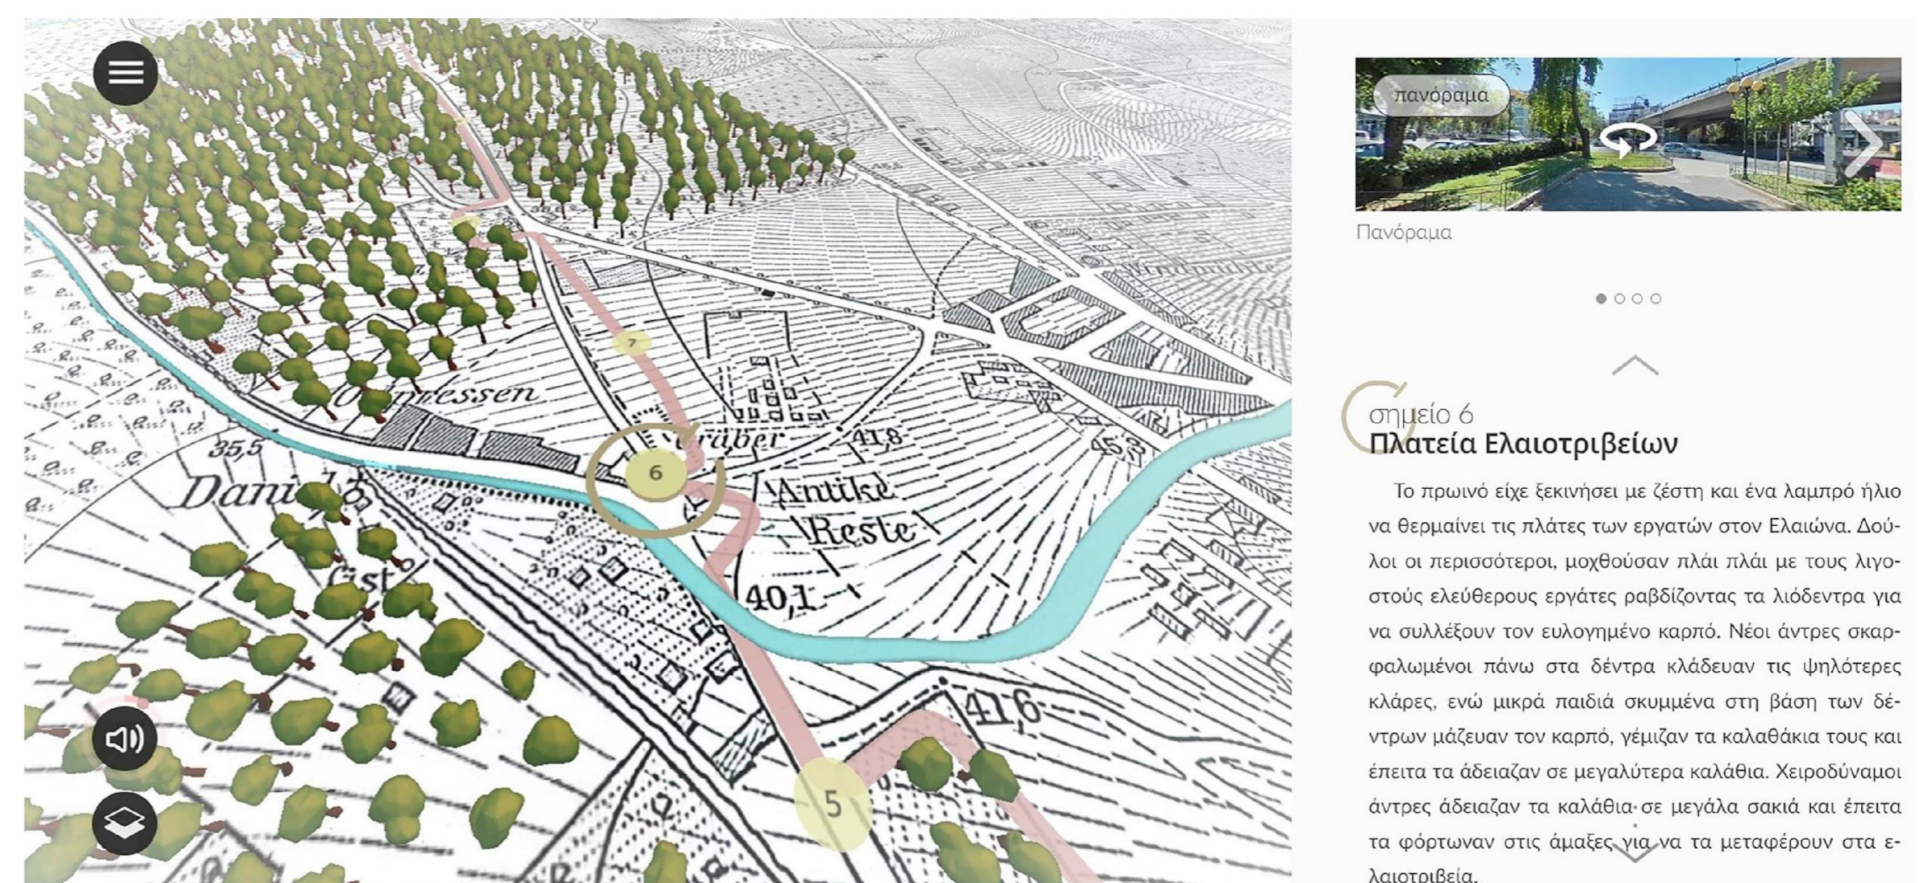 πανόραμα
Πανόραμα
σημείο 6
Πλατεία Ελαιοτριβείων
Το πρωινό είχε ξεκινήσει με ζέστη και ένα λαμπρό ήλιο
να θερμαίνει τις πλάτες των εργατών στον Ελαιώνα. Δού-
λοι οι περισσότεροι, μοχθούσαν πλάι πλάι με τους λιγο-
στούς ελεύθερους εργάτες ραβδίζοντας τα λιόδεντρα για
να συλλέξουν τον ευλογημένο καρπό. Νέοι άντρες σκαρ-
φαλωμένοι πάνω στα δέντρα κλάδευαν τις ψηλότερες
κλάρες, ενώ μικρά παιδιά σκυμμένα στη βάση των δέ-
ντρων μάζευαν τον καρπό, γέμιζαν τα καλαθάκια τους και
έπειτα τα άδειαζαν σε μεγαλύτερα καλάθια. Χειροδύναμοι
άντρες άδειαζαν τα καλάθια σε μεγάλα σακιά και έπειτα
τα φόρτωναν στις άμαξες για να τα μεταφέρουν στα ε-
λαιοτριβεία.
7
Gräber
41,8
45,3
35,5
6
Antike
Reste
Cist
40,1
41,6
5